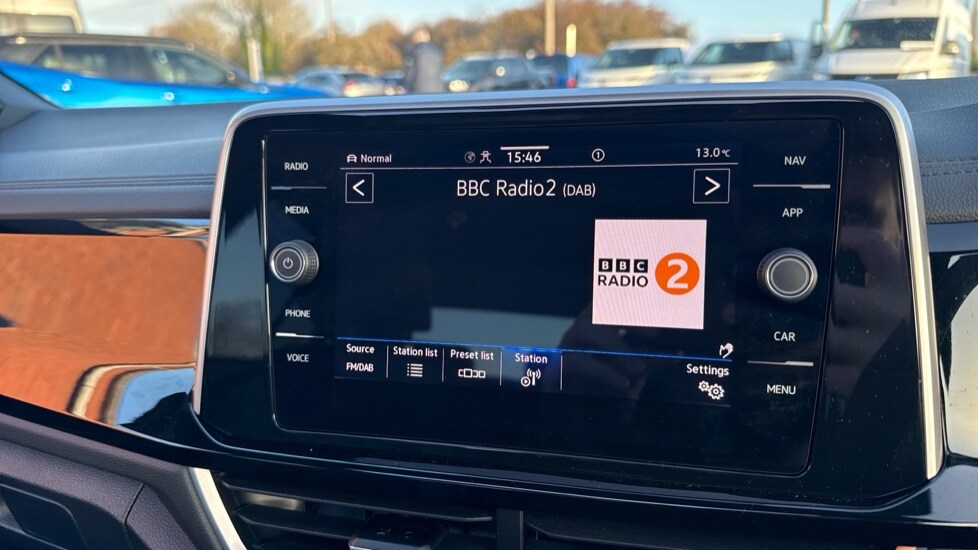 RADIO
MEDIA
PHONE
VOICE
Normal
15:46
1
13.0°C
BBC Radio2 (DAB)
BBC
RADIO
2
Source
FM/DAB
Station list
Preset list
Station
Settings
NAV
APP
CAR
MENU